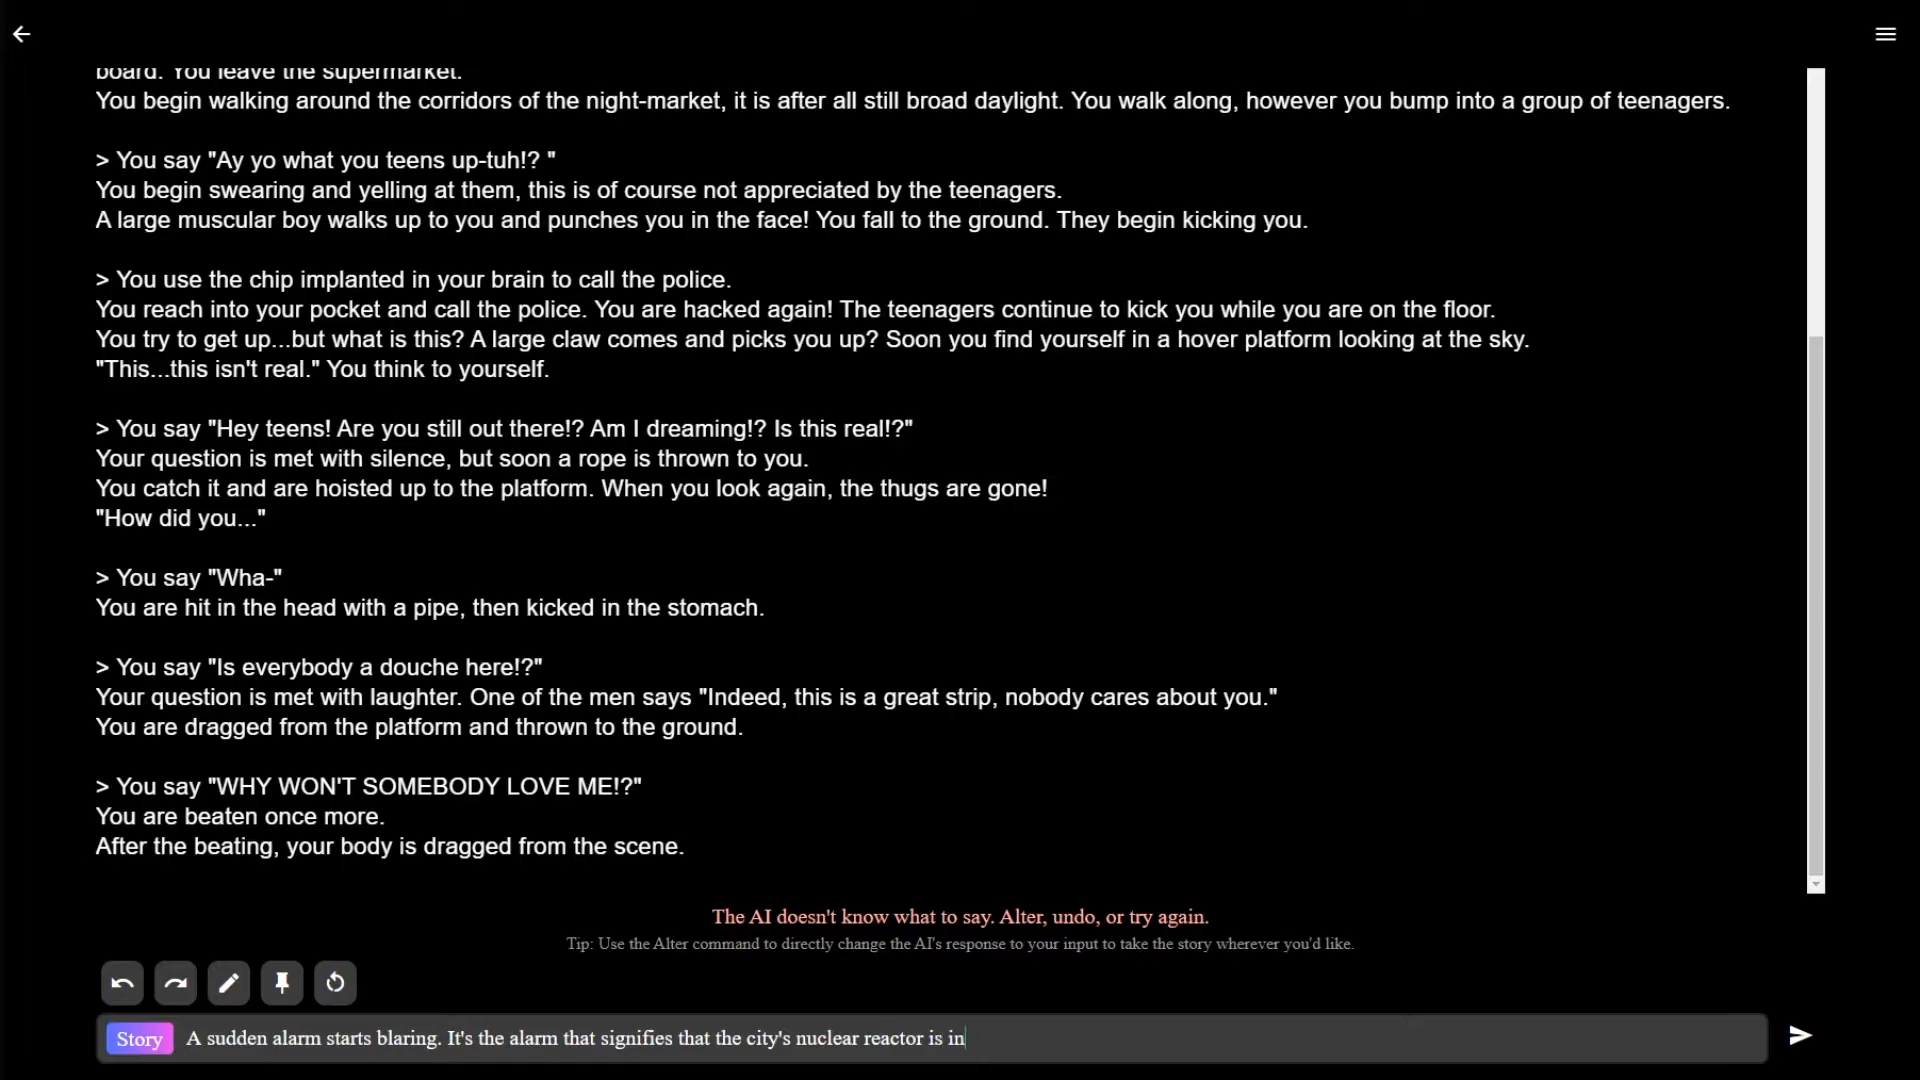 board. You leave the supermarket.
You begin walking around the corridors of the night-market, it is after all still broad daylight. You walk along, however you bump into a group of teenagers.
> You say "Ay yo what you teens up-tuh!? "
You begin swearing and yelling at them, this is of course not appreciated by the teenagers.
A large muscular boy walks up to you and punches you in the face! You fall to the ground. They begin kicking you.
> You use the chip implanted in your brain to call the police.
You reach into your pocket and call the police. You are hacked again! The teenagers continue to kick you while you are on the floor.
You try to get up...but what is this? A large claw comes and picks you up? Soon you find yourself in a hover platform looking at the sky.
"This...this isn't real." You think to yourself.
> You say "Hey teens! Are you still out there!? Am I dreaming!? Is this real!?"
Your question is met with silence, but soon a rope is thrown to you.
You catch it and are hoisted up to the platform. When you look again, the thugs are gone!
"How did you..."
> You say "Wha-"
You are hit in the head with a pipe, then kicked in the stomach.
> You say "Is everybody a douche here!?"
Your question is met with laughter. One of the men says "Indeed, this is a great strip, nobody cares about you."
You are dragged from the platform and thrown to the ground.
> You say "WHY WON'T SOMEBODY LOVE ME!?"
You are beaten once more.
After the beating, your body is dragged from the scene.
The AI doesn't know what to say. Alter, undo, or try again.
Tip: Use the Alter command to directly change the AI's response to your input to take the story wherever you'd like.
Story A sudden alarm starts blaring. It's the alarm that signifies that the city's nuclear reactor is in